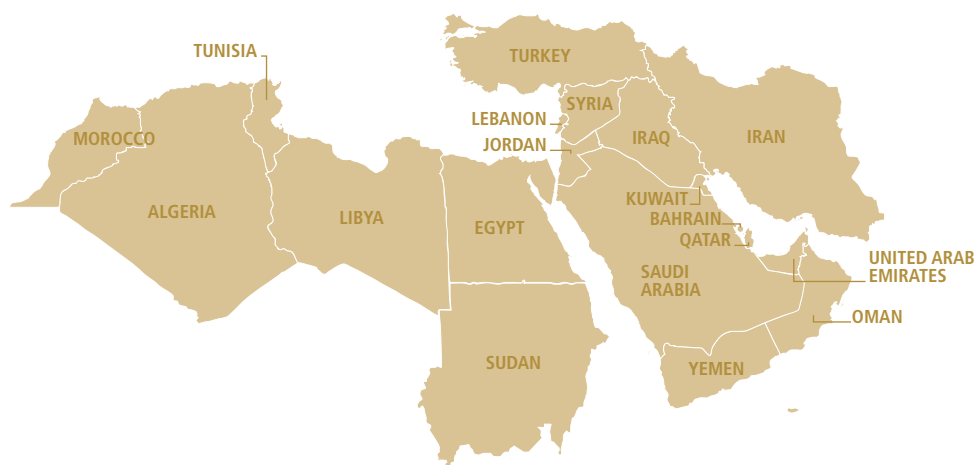 TUNISIA
TURKEY
SYRIA
LEBANON
MOROCCO
IRAQ
IRAN
JORDAN
KUWAIT
ALGERIA
LIBYA
BAHRAIN
EGYPT
QATAR
UNITED ARAB
EMIRATES
SAUDI
ARABIA
OMAN
SUDAN
YEMEN